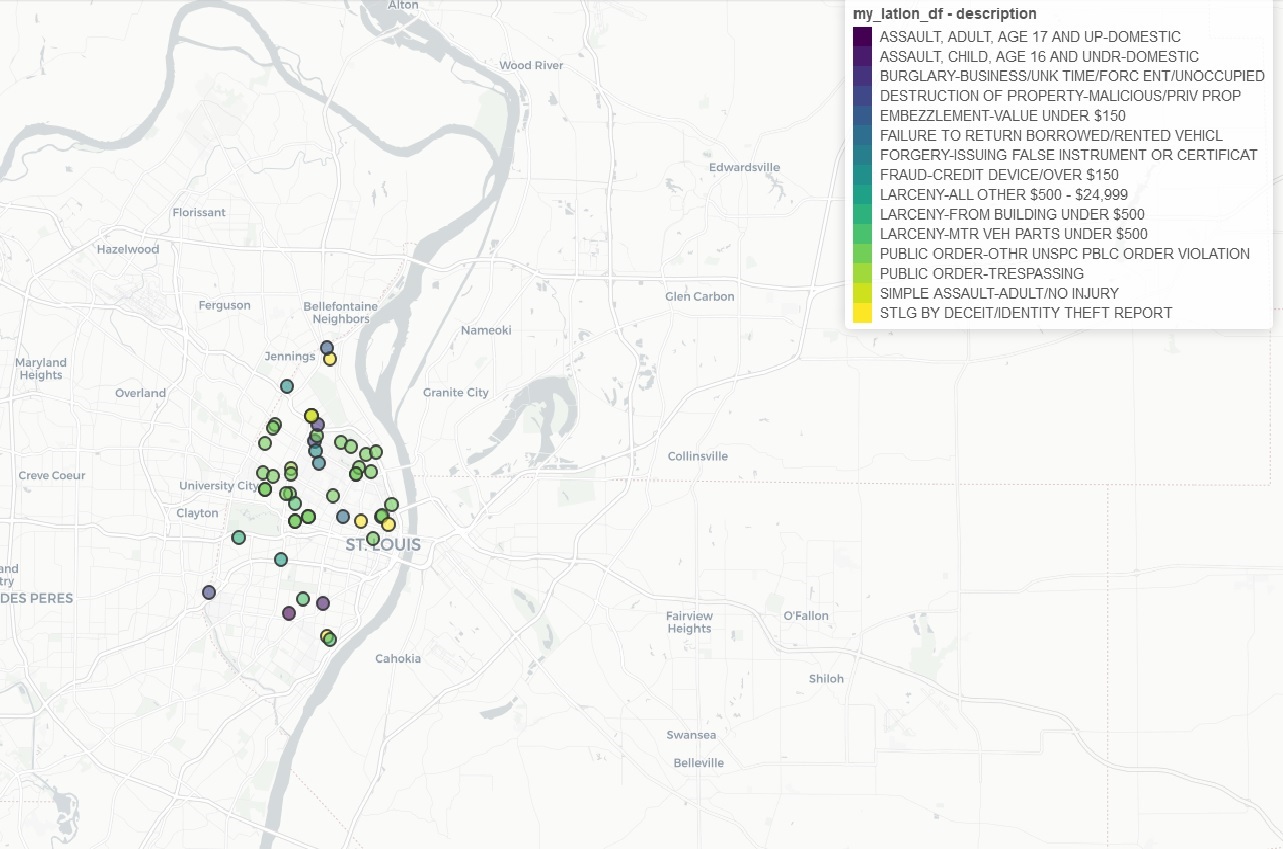 my_latlon_df - description
ASSAULT, ADULT, AGE 17 AND UP-DOMESTIC
ASSAULT, CHILD, AGE 16 AND UNDR-DOMESTIC
BURGLARY-BUSINESS/UNK TIME/FORC ENT/UNOCCUPIED
DESTRUCTION OF PROPERTY-MALICIOUS/PRIV PROP
EMBEZZLEMENT-VALUE UNDER $150
FAILURE TO RETURN BORROWED/RENTED VEHICL
FORGERY-ISSUING FALSE INSTRUMENT OR CERTIFICAT
FRAUD-CREDIT DEVICE/OVER $150
LARCENY-ALL OTHER $500 - $24,999
LARCENY-FROM BUILDING UNDER $500
LARCENY-MTR VEH PARTS UNDER $500
PUBLIC ORDER-OTHR UNSPC PBLC ORDER VIOLATION
PUBLIC ORDER-TRESPASSING
SIMPLE ASSAULT-ADULT/NO INJURY
STLG BY DECEIT/IDENTITY THEFT REPORT
Alton
Wood River
Edwardsville
Florissant
Hazelwood
Glen Carbon
Ferguson
Bellefontaine
Neighbors
Nameoki
Jennings
Maryland
Heights
Overland
Granite City
Collinsville
Creve Coeur
University City
Clayton
ST. LOUIS
and
try
DES PERES
Fairview
Heights
O'Fallon
Cahokia
Shiloh
Swansea
Belleville